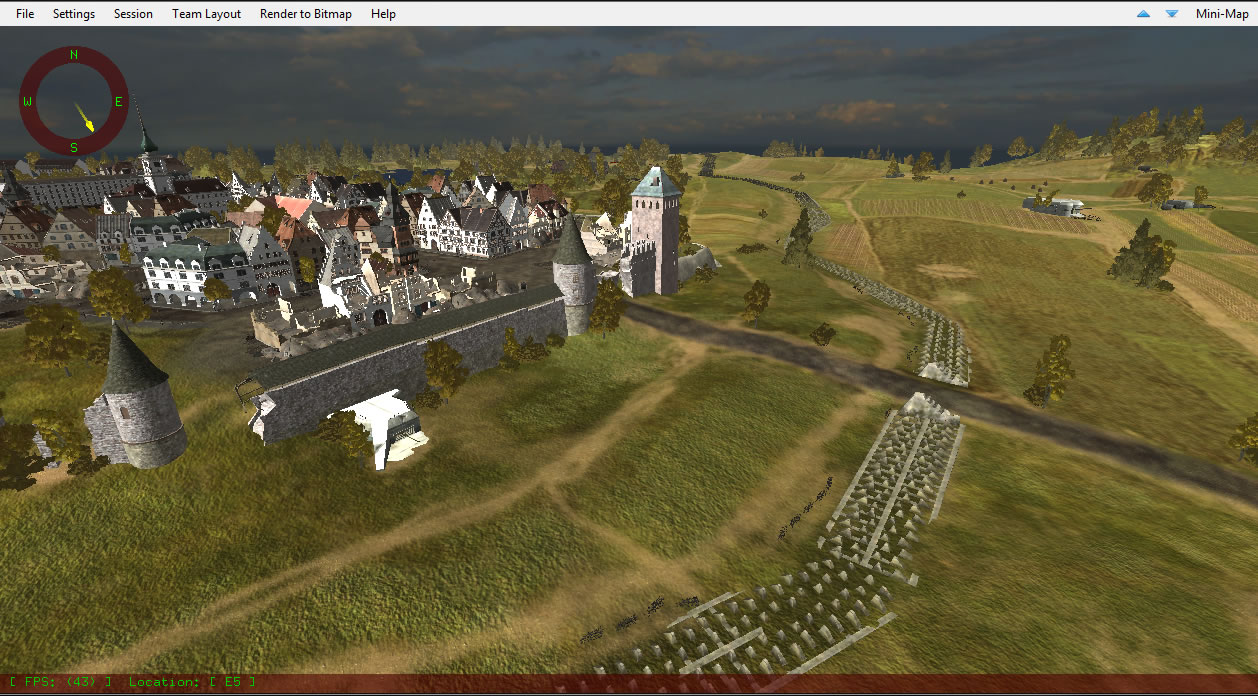 File Settings Session Team Layout Render to Bitmap Help Mini-Map
N
W E
S
[ FPS: (43) ] Location: [ E5 ]